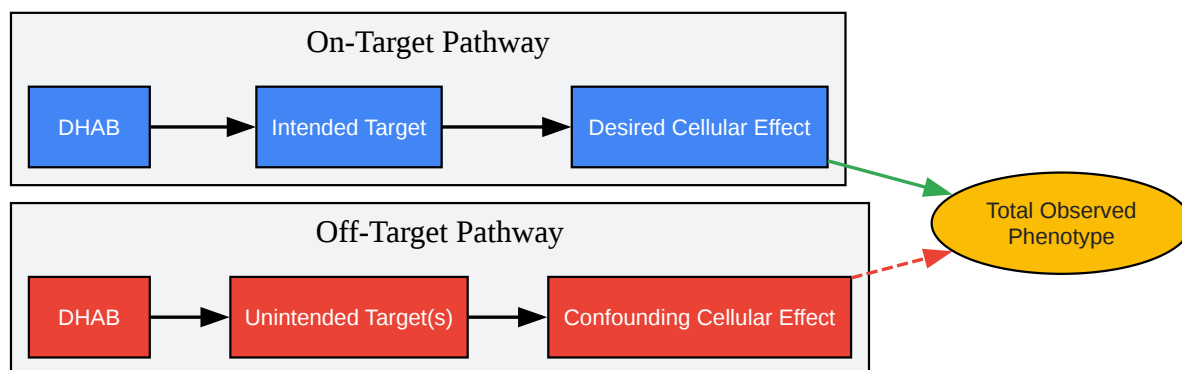 On-Target Pathway
DHAB
Intended Target
Desired Cellular Effect
Total Observed
Phenotype
Off-Target Pathway
DHAB
Unintended Target(s)
Confounding Cellular Effect